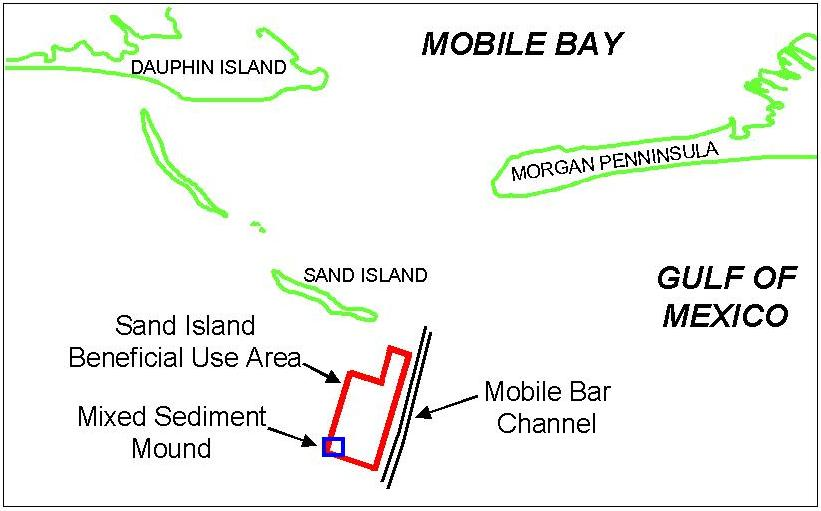 MOBILE BAY
DAUPHIN ISLAND
MORGAN PENNINSULA
SAND ISLAND
GULF OF
MEXICO
Sand Island
Beneficial Use Area
Mixed Sediment
Mound
Mobile Bar
Channel